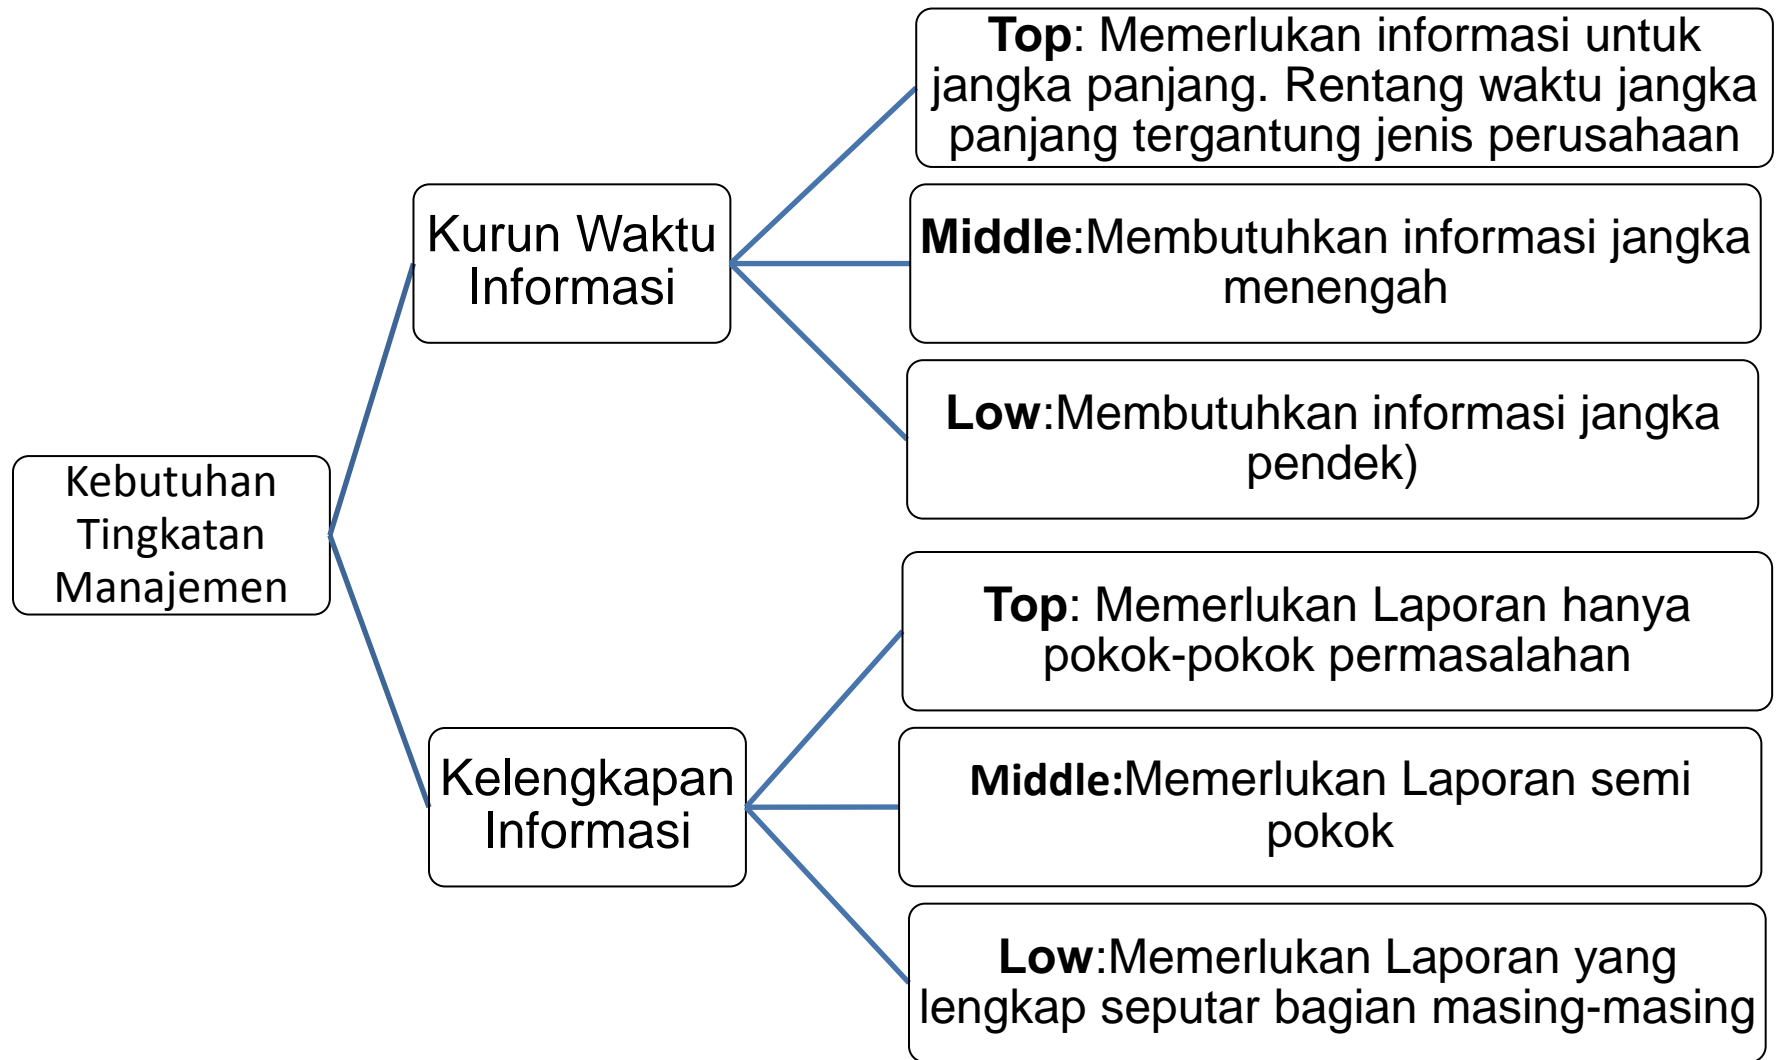 Kebutuhan
Tingkatan
Manajemen
Kurun Waktu
Informasi
Top: Memerlukan informasi untuk
jangka panjang. Rentang waktu jangka
panjang tergantung jenis perusahaan
Middle:Membutuhkan informasi jangka
menengah
Low:Membutuhkan informasi jangka
pendek)
Kelengkapan
Informasi
Top: Memerlukan Laporan hanya
pokok-pokok permasalahan
Middle:Memerlukan Laporan semi
pokok
Low:Memerlukan Laporan yang
lengkap seputar bagian masing-masing